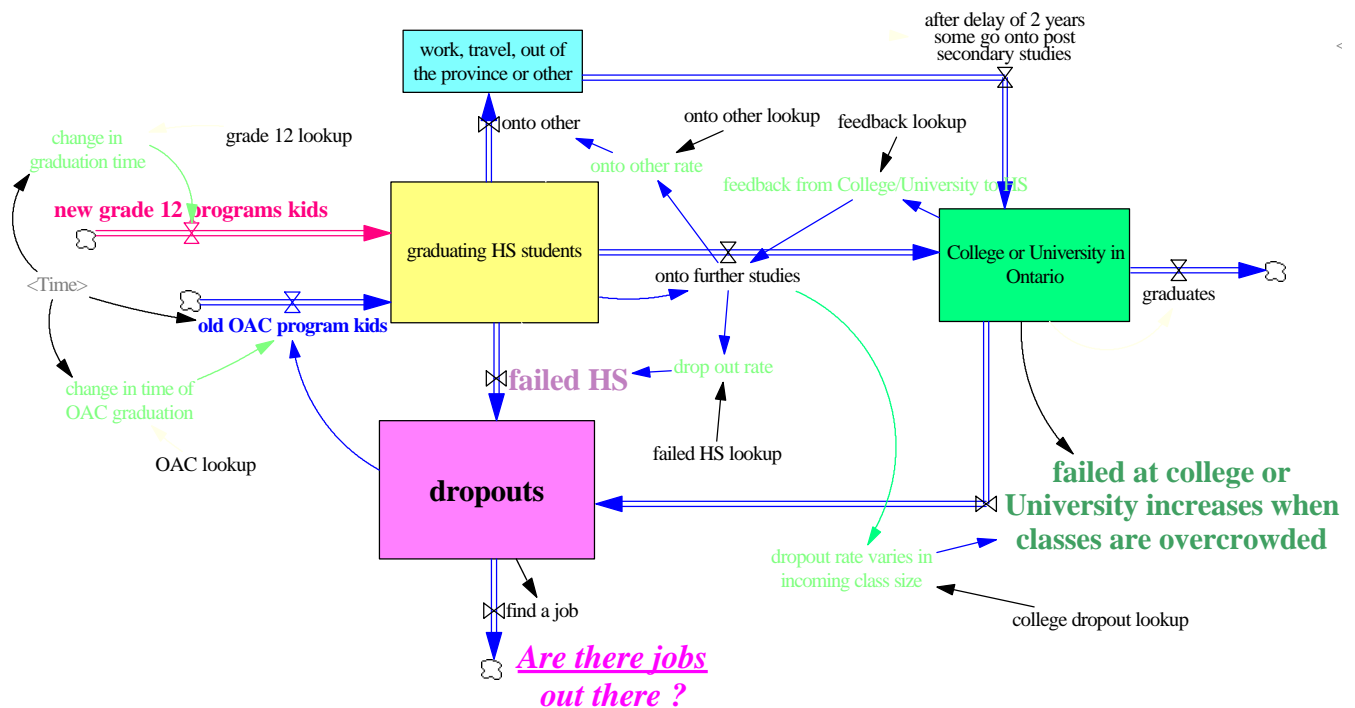 after delay of 2 years
some go onto post
secondary studies
<
work, travel, out of
the province or other
onto other
onto other lookup
feedback lookup
grade 12 lookup
change in
graduation time
onto other rate
feedback from College/University to HS
new grade 12 programs kids
graduating HS students
College or University in
Ontario
onto further studies
<Time>
graduates
old OAC program kids
failed HS
drop out rate
change in time of
OAC graduation
failed HS lookup
OAC lookup
dropouts
failed at college or
University increases when
classes are overcrowded
dropout rate varies in
incoming class size
find a job
college dropout lookup
Are there jobs
out there ?